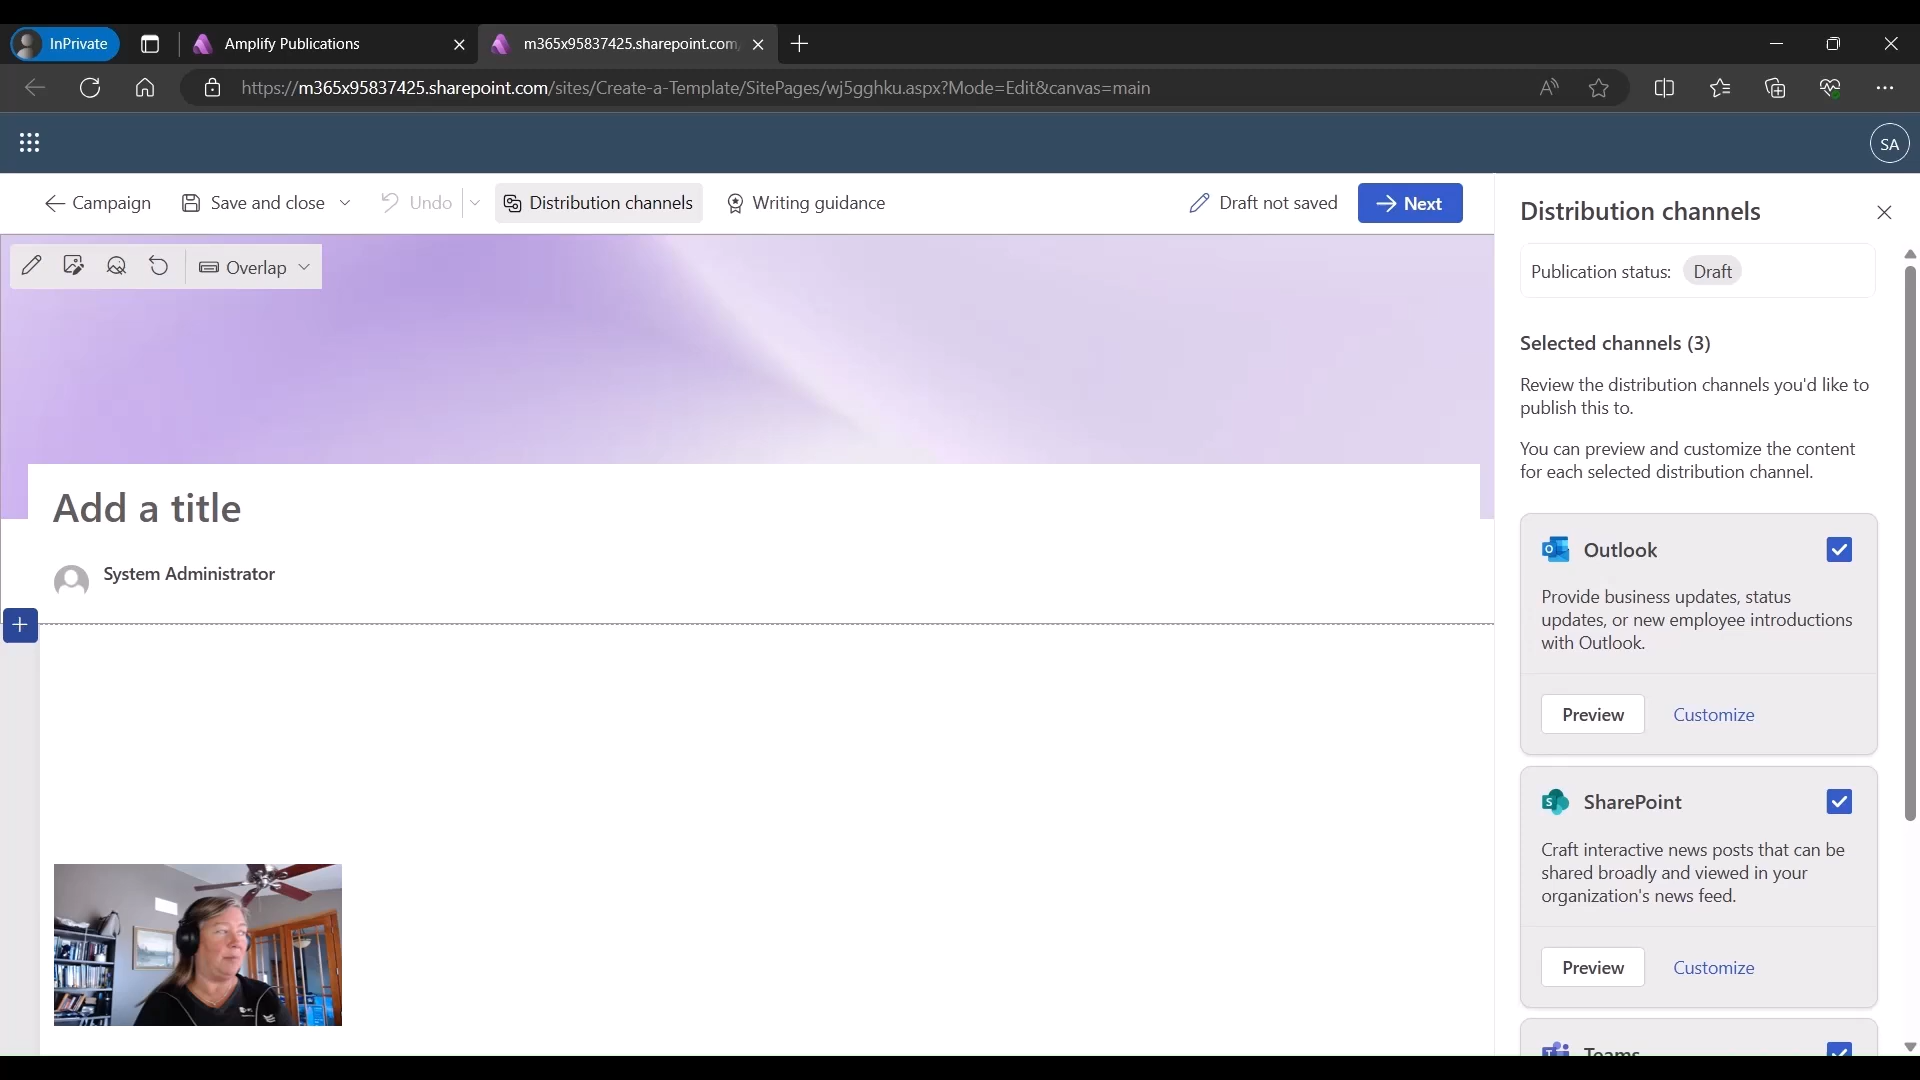 InPrivate
Amplify Publications
m365x95837425.sharepoint.com
https://m365x95837425.sharepoint.com/sites/Create-a-Template/SitePages/wj5gghku.aspx?Mode=Edit&canvas=main
SA
Campaign
Save and close
Undo
Distribution channels
Writing guidance
Draft not saved
Next
Overlap
Add a title
System Administrator
Distribution channels
Publication status: Draft
Selected channels (3)
Review the distribution channels you'd like to
publish this to.
You can preview and customize the content
for each selected distribution channel.
Outlook
Provide business updates, status
updates, or new employee introductions
with Outlook.
Preview Customize
SharePoint
Craft interactive news posts that can be
shared broadly and viewed in your
organization's news feed.
Preview Customize
Teams